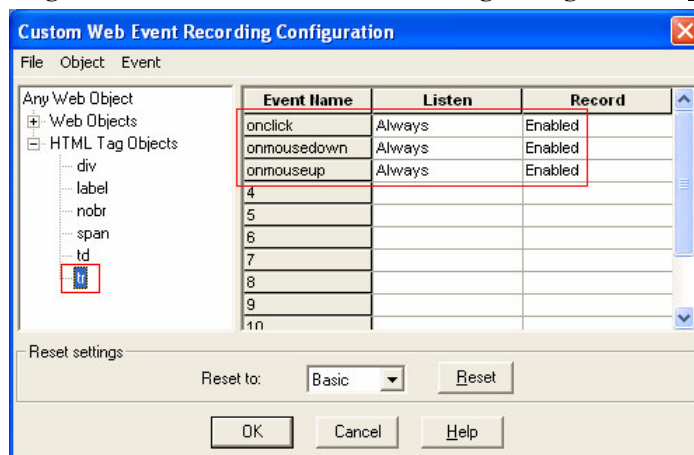 Custom Web Event Recording Configuration
File Object Event
Any Web Object
Web Objects
HTML Tag Objects
div
label
nobr
span
td
tr
Event Name Listen Record
onclick Always Enabled
onmousedown Always Enabled
onmouseup Always Enabled
4
5
6
7
8
9
10
Reset settings
Reset to: Basic Reset
OK Cancel Help